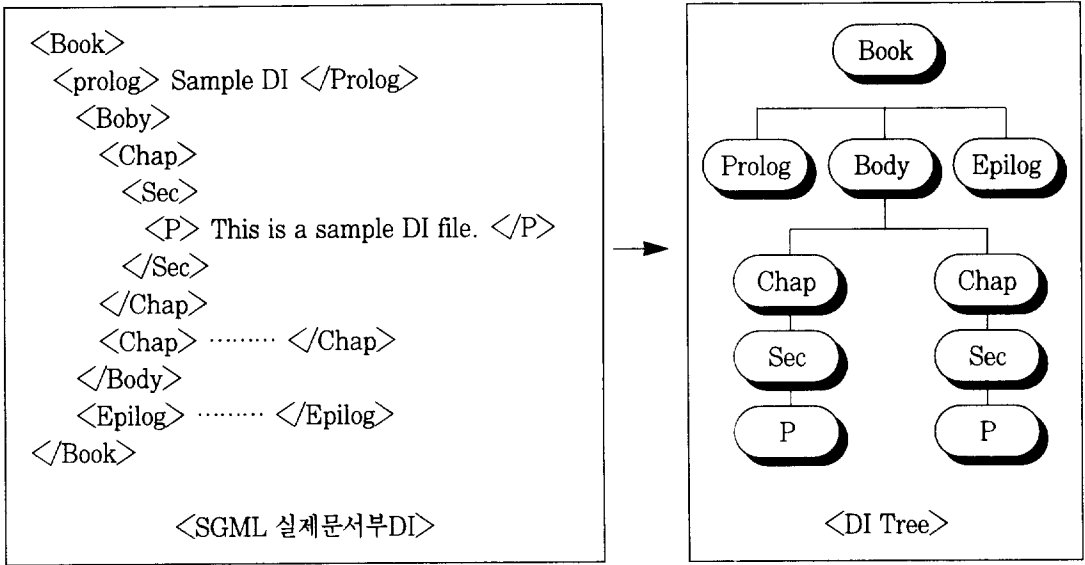 <Book>
<prolog> Sample DI </Prolog>
<Boby>
<Chap>
<Sec>
<P> This is a sample DI file. </P>
</Sec>
</Chap>
<Chap> ········· </Chap>
</Body>
<Epilog> ········· </Epilog>
</Book>
<SGML 실제문서부DI>
Book
Prolog Body Epilog
Chap Chap
Sec Sec
P P
<DI Tree>